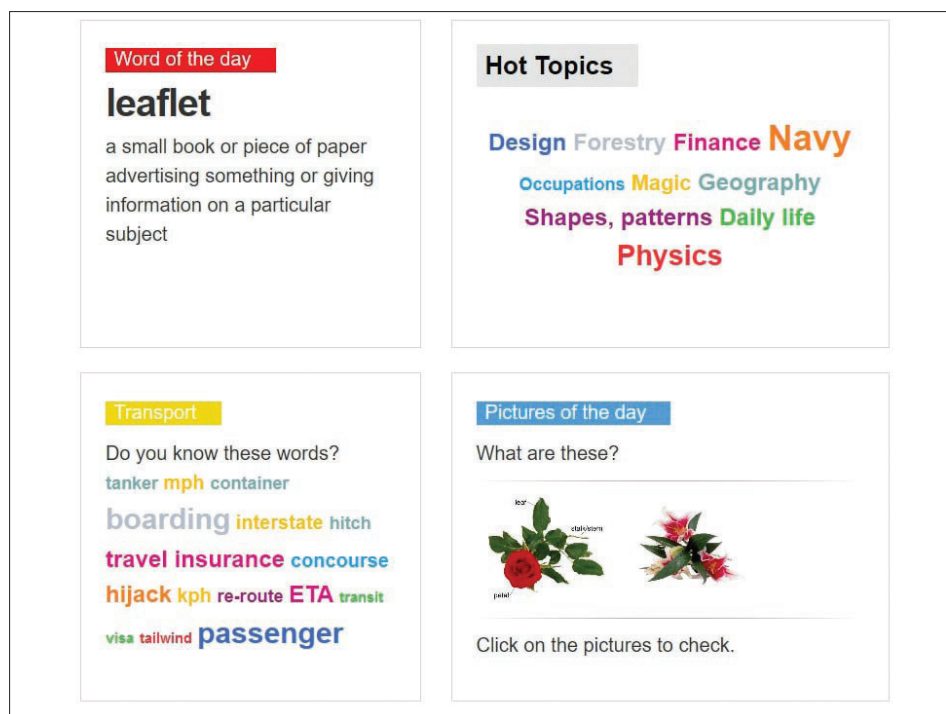 Word of the day
leaflet
a small book or piece of paper
advertising something or giving
information on a particular
subject
Hot Topics
Design Forestry Finance Navy
Occupations Magic Geography
Shapes, patterns Daily life
Physics
Transport
Do you know these words?
tanker mph container
boarding interstate hitch
travel insurance concourse
hijack kph re-route ETA transit
visa tailwind passenger
Pictures of the day
What are these?
leaf
stalk/stem
petal
Click on the pictures to check.